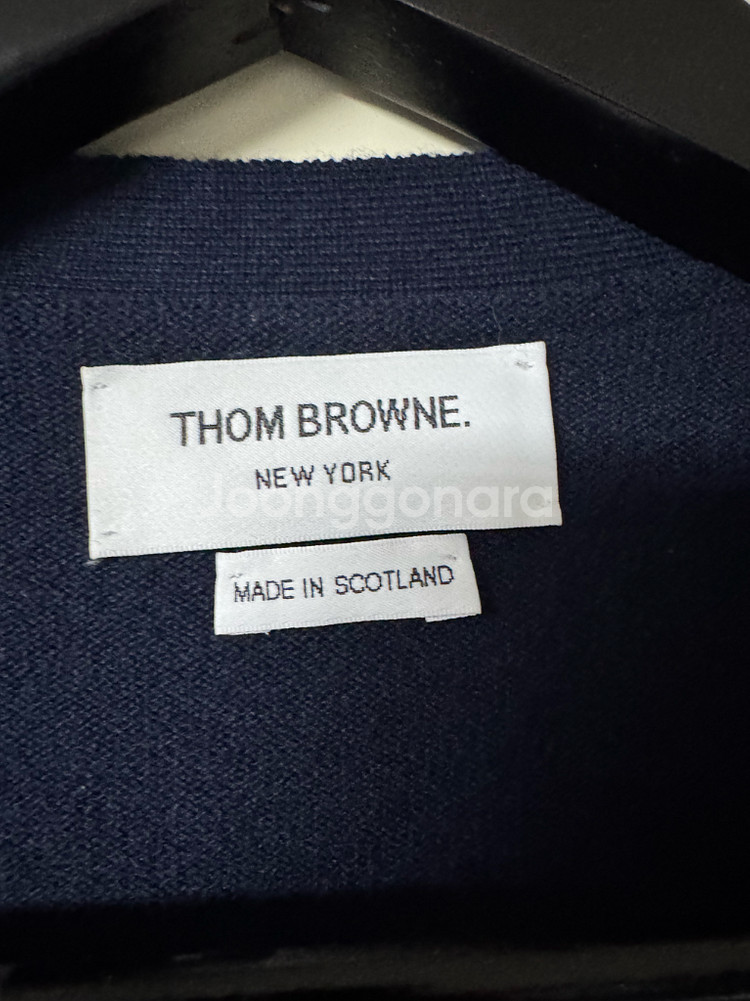 THOM BROWNE.
NEW YORK
Joonggonara
MADE IN SCOTLAND